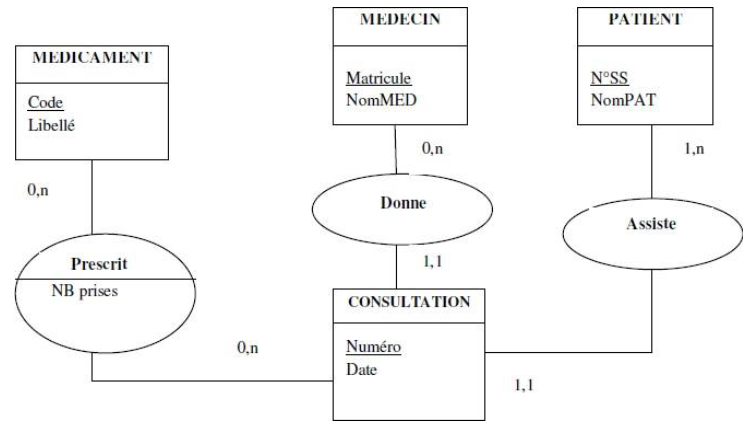 MEDICAMENT
Code
Libellé
MEDECIN
Matricule
NomMED
PATIENT
N°SS
NomPAT
0,n
0,n
1,n
Donne
Assiste
Prescrit
NB prises
1,1
CONSULTATION
Numéro
Date
0,n
1,1